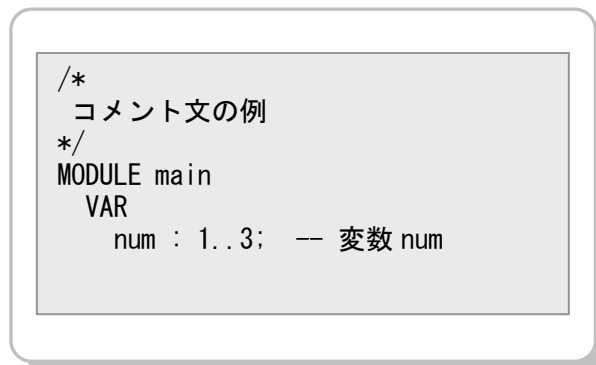 /*
コメント文の例
*/
MODULE main
VAR
num : 1..3; -- 変数 num